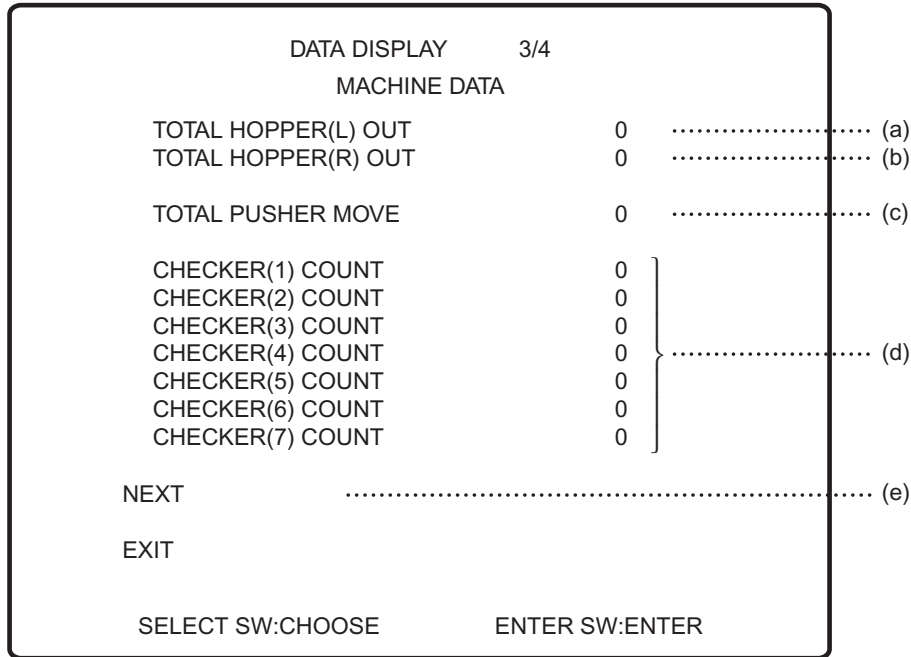 DATA DISPLAY 3/4
MACHINE DATA
TOTAL HOPPER(L) OUT 0 (a)
TOTAL HOPPER(R) OUT 0 (b)
TOTAL PUSHER MOVE 0 (c)
CHECKER(1) COUNT 0
CHECKER(2) COUNT 0
CHECKER(3) COUNT 0
CHECKER(4) COUNT 0 (d)
CHECKER(5) COUNT 0
CHECKER(6) COUNT 0
CHECKER(7) COUNT 0
NEXT (e)
EXIT
SELECT SW:CHOOSE ENTER SW:ENTER